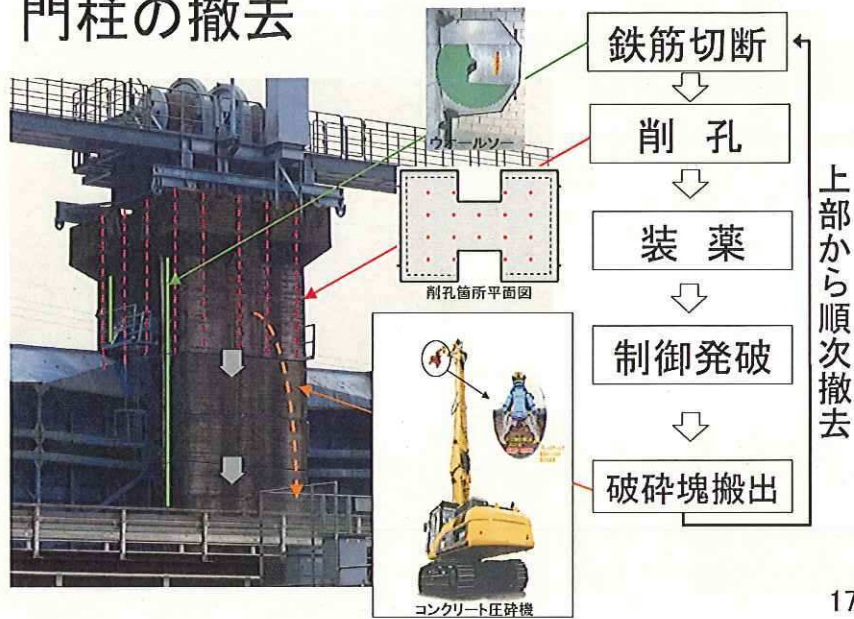 門柱の撤去
ウォールソー
削孔箇所平面図
コンクリート圧砕機
鉄筋切断
削 孔
装 薬
制御発破
破砕塊搬出
上部から順次撤去
17